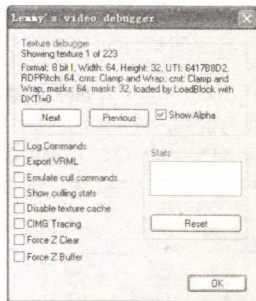 Lemmy's video debugger
Texture debugger
Showing texture 1 of 223
Format: 8 bit I, Width: 64, Height: 32, UTI: 6417B8D2,
RDPPitch: 64, cms: Clamp and Wrap, cmt: Clamp and
Wrap, masks: 64, maskt: 32, loaded by LoadBlock with
DXT!=0
Next
Previous
Show Alpha
Log Commands
Export VRML
Emulate cull commands
Show culling stats
Disable texture cache
CIMG Tracing
Force Z Clear
Force Z Buffer
Stats
Reset
OK